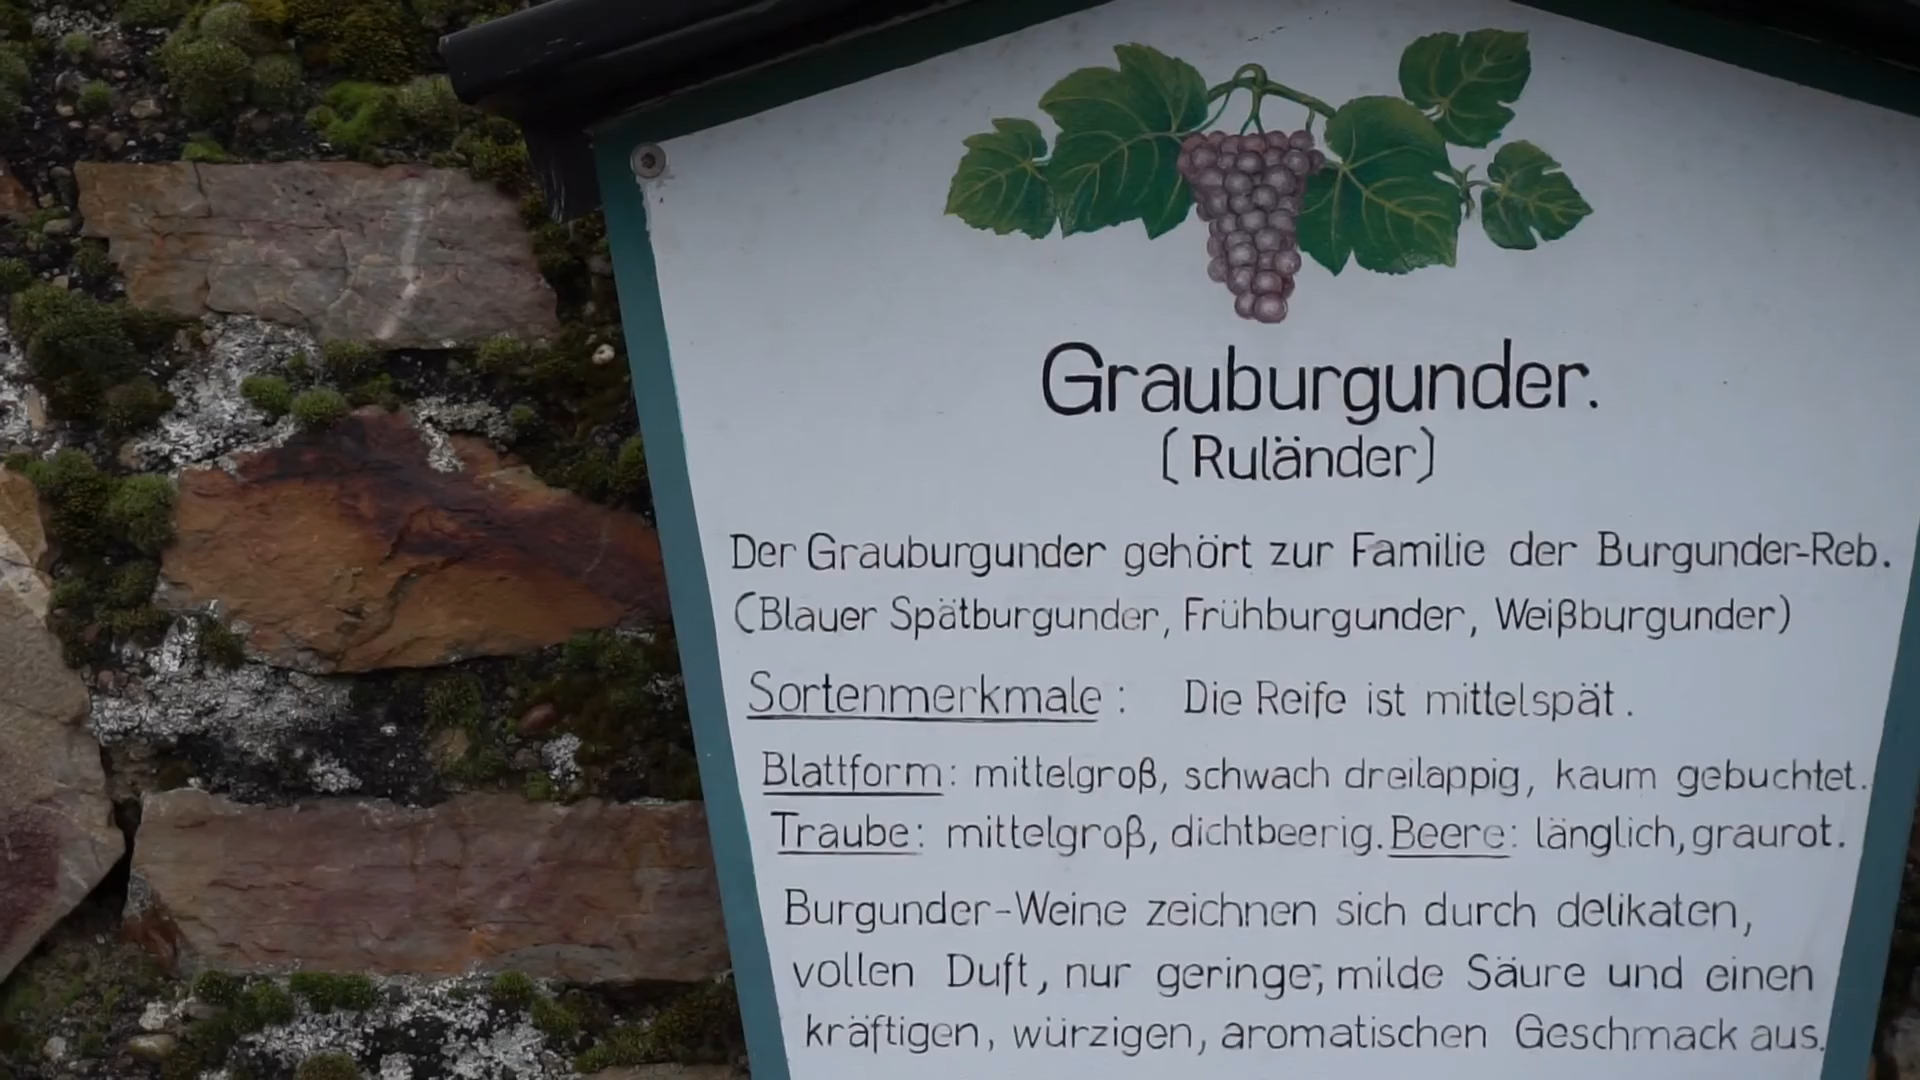 Grauburgunder.
(Ruländer)
Der Grauburgunder gehört zur Familie der Burgunder-Reb.
(Blauer Spätburgunder, Frühburgunder, Weißburgunder)
Sortenmerkmale: Die Reife ist mittelspät.
Blattform: mittelgroß, schwach dreilappig, kaum gebuchtet.
Traube: mittelgroß, dichtbeerig. Beere: länglich, graurot.
Burgunder-Weine zeichnen sich durch delikaten,
vollen Duft, nur geringe, milde Säure und einen
kräftigen, würzigen, aromatischen Geschmack aus.